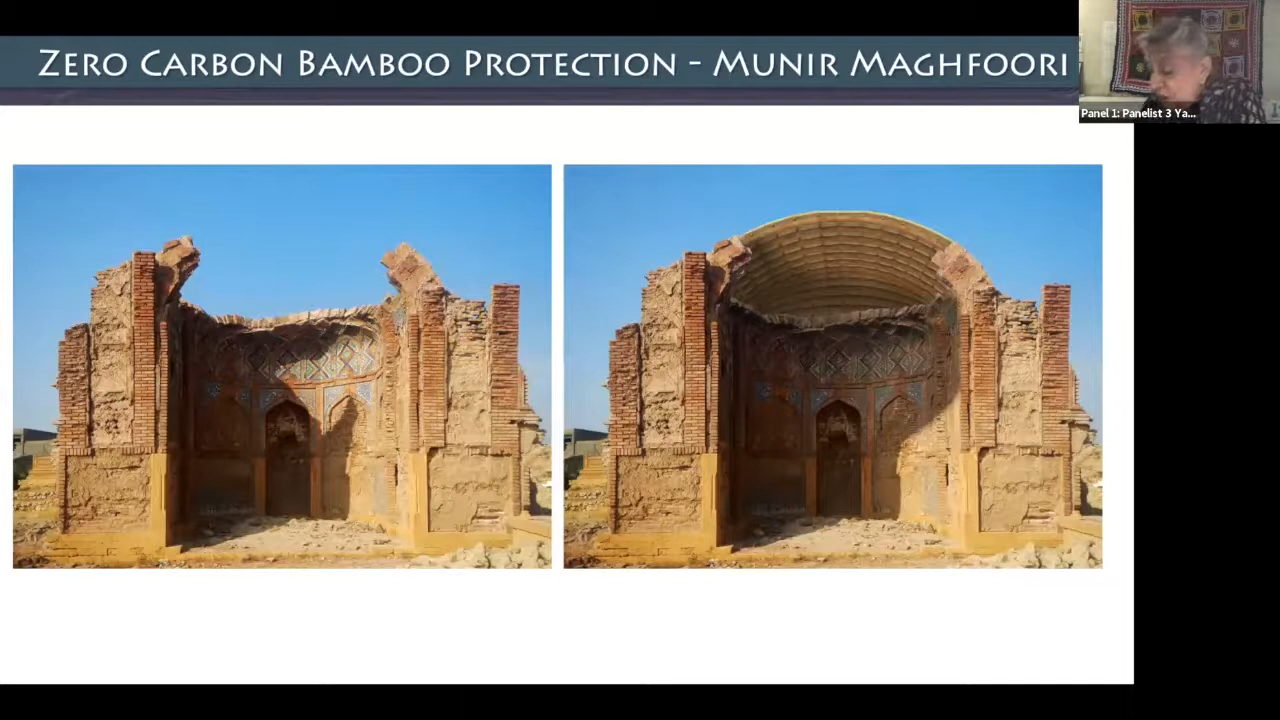 ZERO CARBON BAMBOO PROTECTION - MUNIR MAGHFOORI
Panel 1: Panelist 3 Ya...